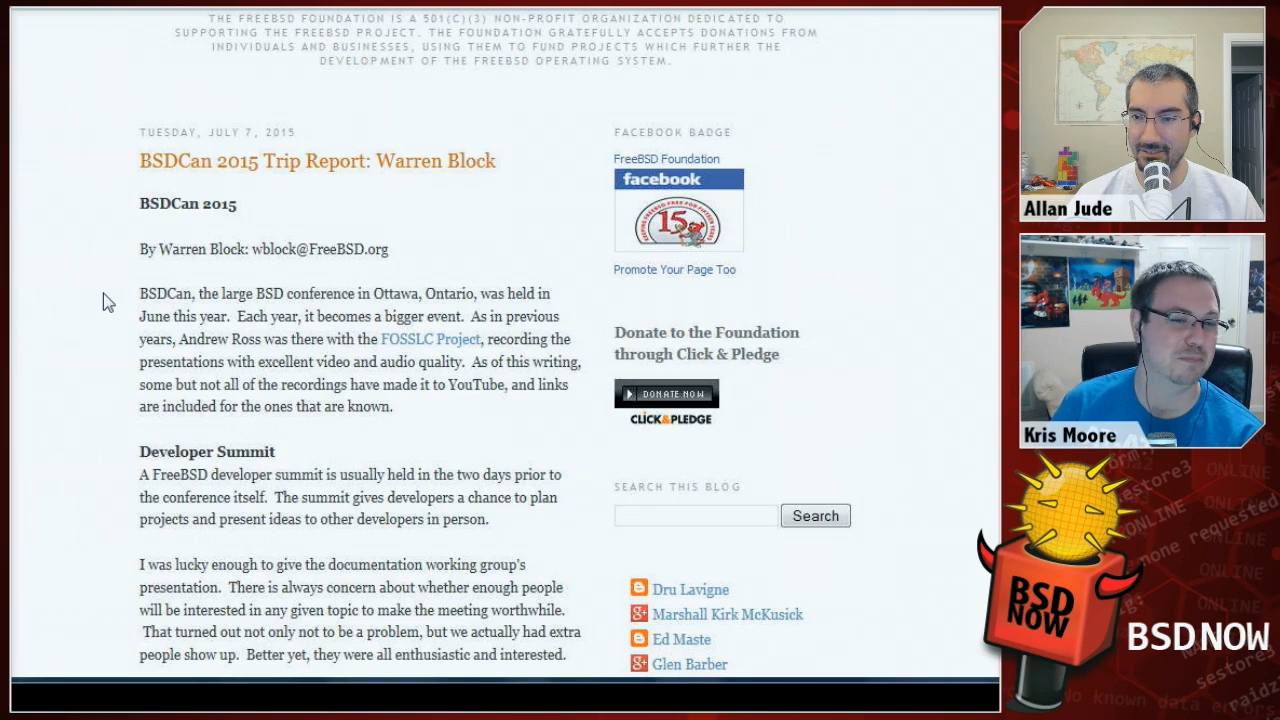 THE FREEBSD FOUNDATION IS A 501(C)(3) NON-PROFIT ORGANIZATION DEDICATED TO
SUPPORTING THE FREEBSD PROJECT. THE FOUNDATION GRATEFULLY ACCEPTS DONATIONS FROM
INDIVIDUALS AND BUSINESSES, USING THEM TO FUND PROJECTS WHICH FURTHER THE
DEVELOPMENT OF THE FREEBSD OPERATING SYSTEM.
TUESDAY, JULY 7, 2015
BSDCan 2015 Trip Report: Warren Block
BSDCan 2015
By Warren Block: wblock@FreeBSD.org
BSDCan, the large BSD conference in Ottawa, Ontario, was held in
June this year. Each year, it becomes a bigger event. As in previous
years, Andrew Ross was there with the FOSSLC Project, recording the
presentations with excellent video and audio quality. As of this writing,
some but not all of the recordings have made it to YouTube, and links
are included for the ones that are known.
Developer Summit
A FreeBSD developer summit is usually held in the two days prior to
the conference itself. The summit gives developers a chance to plan
projects and present ideas to other developers in person.
I was lucky enough to give the documentation working group's
presentation. There is always concern about whether enough people
will be interested in any given topic to make the meeting worthwhile.
That turned out not only not to be a problem, but we actually had extra
people show up. Better yet, they were all enthusiastic and interested.
FACEBOOK BADGE
FreeBSD Foundation
facebook
15
Promote Your Page Too
Donate to the Foundation
through Click & Pledge
DONATE NOW
CLICK&PLEDGE
SEARCH THIS BLOG
Search
Dru Lavigne
Marshall Kirk McKusick
Ed Maste
Glen Barber
Allan Jude
Kris Moore
BSD
NOW
BSD NOW
ONLINE
ONLINE
none requested
ONLINE
ONLINE
No known data errors